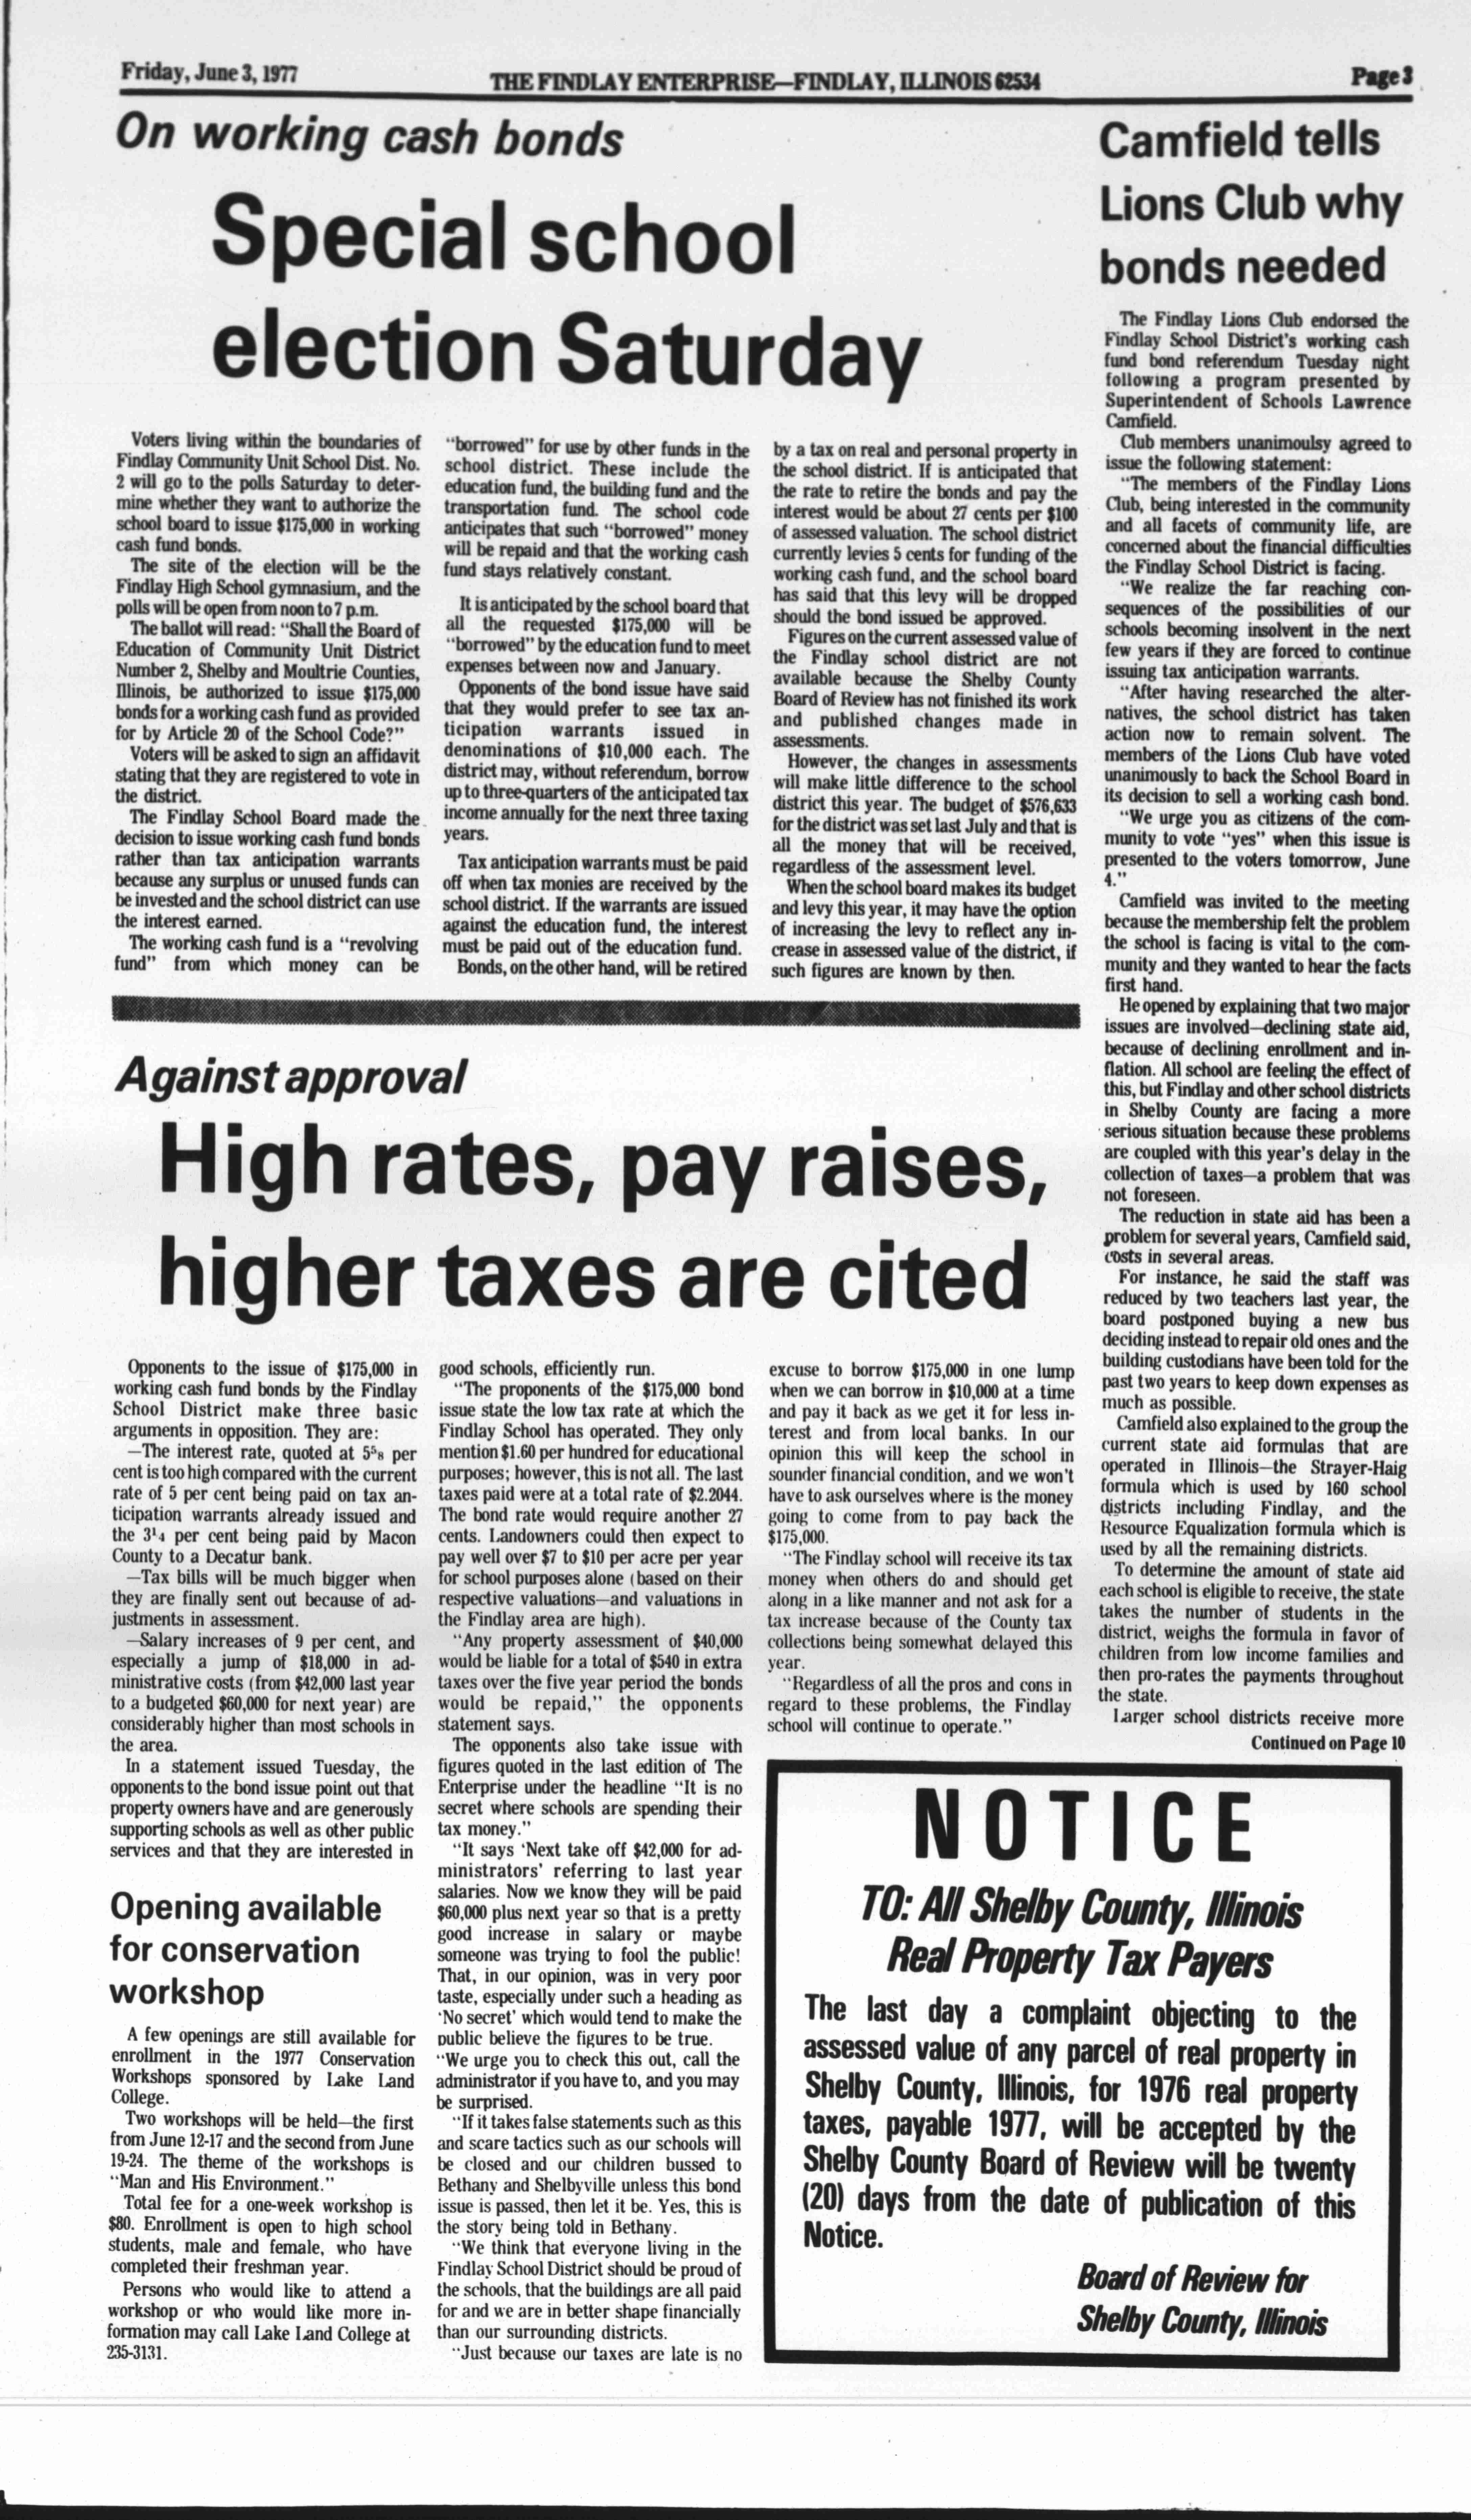 Friday, June 3, 1977
THE FINDLAY ENTERPRISE—FINDLAY, ILLINOIS 62534
Page 3
On working cash bonds
Special school
election Saturday
Voters living within the boundaries of
Findlay Community Unit School Dist. No.
2 will go to the polls Saturday to deter-
mine whether they want to authorize the
school board to issue $175,000 in working
cash fund bonds.
The site of the election will be the
Findlay High School gymnasium, and the
polls will be open from noon to 7 p.m.
The ballot will read: "Shall the Board of
Education of Community Unit District
Number 2, Shelby and Moultrie Counties,
Illinois, be authorized to issue $175,000
bonds for a working cash fund as provided
for by Article 20 of the School Code?"
Voters will be asked to sign an affidavit
stating that they are registered to vote in
the district.
The Findlay School Board made the
decision to issue working cash fund bonds
rather than tax anticipation warrants
because any surplus or unused funds can
be invested and the school district can use
the interest earned.
The working cash fund is a "revolving
fund" from which money can be
"borrowed" for use by other funds in the
school district. These include the
education fund, the building fund and the
transportation fund. The school code
anticipates that such "borrowed" money
will be repaid and that the working cash
fund stays relatively constant.
It is anticipated by the school board that
all the requested $175,000 will be
"borrowed" by the education fund to meet
expenses between now and January.
Opponents of the bond issue have said
that they would prefer to see tax an-
ticipation warrants issued in
denominations of $10,000 each. The
district may, without referendum, borrow
up to three-quarters of the anticipated tax
income annually for the next three taxing
years.
Tax anticipation warrants must be paid
off when tax monies are received by the
school district. If the warrants are issued
against the education fund, the interest
must be paid out of the education fund.
Bonds, on the other hand, will be retired
by a tax on real and personal property in
the school district. If is anticipated that
the rate to retire the bonds and pay the
interest would be about 27 cents per $100
of assessed valuation. The school district
currently levies 5 cents for funding of the
working cash fund, and the school board
has said that this levy will be dropped
should the bond issued be approved.
Figures on the current assessed value of
the Findlay school district are not
available because the Shelby County
Board of Review has not finished its work
and published changes made in
assessments.
However, the changes in assessments
will make little difference to the school
district this year. The budget of $576,633
for the district was set last July and that is
all the money that will be received,
regardless of the assessment level.
When the school board makes its budget
and levy this year, it may have the option
of increasing the levy to reflect any in-
crease in assessed value of the district, if
such figures are known by then.
Camfield tells
Lions Club why
bonds needed
The Findlay Lions Club endorsed the
Findlay School District's working cash
fund bond referendum Tuesday night
following a program presented by
Superintendent of Schools Lawrence
Camfield.
Club members unanimoulsy agreed to
issue the following statement:
"The members of the Findlay Lions
Club, being interested in the community
and all facets of community life, are
concerned about the financial difficulties
the Findlay School District is facing.
"We realize the far reaching con-
sequences of the possibilities of our
schools becoming insolvent in the next
few years if they are forced to continue
issuing tax anticipation warrants.
"After having researched the alter-
natives, the school district has taken
action now to remain solvent. The
members of the Lions Club have voted
unanimously to back the School Board in
its decision to sell a working cash bond.
"We urge you as citizens of the com-
munity to vote "yes" when this issue is
presented to the voters tomorrow, June
4."
Camfield was invited to the meeting
because the membership felt the problem
the school is facing is vital to the com-
munity and they wanted to hear the facts
first hand.
He opened by explaining that two major
issues are involved—declining state aid,
because of declining enrollment and in-
flation. All school are feeling the effect of
this, but Findlay and other school districts
in Shelby County are facing a more
serious situation because these problems
are coupled with this year's delay in the
collection of taxes—a problem that was
not foreseen.
The reduction in state aid has been a
problem for several years, Camfield said,
costs in several areas.
For instance, he said the staff was
reduced by two teachers last year, the
board postponed buying a new bus
deciding instead to repair old ones and the
building custodians have been told for the
past two years to keep down expenses as
much as possible.
Camfield also explained to the group the
current state aid formulas that are
operated in Illinois—the Strayer-Haig
formula which is used by 160 school
districts including Findlay, and the
Resource Equalization formula which is
used by all the remaining districts.
To determine the amount of state aid
each school is eligible to receive, the state
takes the number of students in the
district, weighs the formula in favor of
children from low income families and
then pro-rates the payments throughout
the state.
Larger school districts receive more
Continued on Page 10
Against approval
High rates, pay raises,
higher taxes are cited
Opponents to the issue of $175,000 in
working cash fund bonds by the Findlay
School District make three basic
arguments in opposition. They are:
—The interest rate, quoted at 5⅝ per
cent is too high compared with the current
rate of 5 per cent being paid on tax an-
ticipation warrants already issued and
the 3¼ per cent being paid by Macon
County to a Decatur bank.
—Tax bills will be much bigger when
they are finally sent out because of ad-
justments in assessment.
—Salary increases of 9 per cent, and
especially a jump of $18,000 in ad-
ministrative costs (from $42,000 last year
to a budgeted $60,000 for next year) are
considerably higher than most schools in
the area.
In a statement issued Tuesday, the
opponents to the bond issue point out that
property owners have and are generously
supporting schools as well as other public
services and that they are interested in
good schools, efficiently run.
"The proponents of the $175,000 bond
issue state the low tax rate at which the
Findlay School has operated. They only
mention $1.60 per hundred for educational
purposes; however, this is not all. The last
taxes paid were at a total rate of $2.2044.
The bond rate would require another 27
cents. Landowners could then expect to
pay well over $7 to $10 per acre per year
for school purposes alone (based on their
respective valuations—and valuations in
the Findlay area are high).
"Any property assessment of $40,000
would be liable for a total of $540 in extra
taxes over the five year period the bonds
would be repaid," the opponents
statement says.
The opponents also take issue with
figures quoted in the last edition of The
Enterprise under the headline "It is no
secret where schools are spending their
tax money."
"It says 'Next take off $42,000 for ad-
ministrators' referring to last year
salaries. Now we know they will be paid
$60,000 plus next year so that is a pretty
good increase in salary or maybe
someone was trying to fool the public!
That, in our opinion, was in very poor
taste, especially under such a heading as
'No secret' which would tend to make the
public believe the figures to be true.
"We urge you to check this out, call the
administrator if you have to, and you may
be surprised.
"If it takes false statements such as this
and scare tactics such as our schools will
be closed and our children bussed to
Bethany and Shelbyville unless this bond
issue is passed, then let it be. Yes, this is
the story being told in Bethany.
"We think that everyone living in the
Findlay School District should be proud of
the schools, that the buildings are all paid
for and we are in better shape financially
than our surrounding districts.
"Just because our taxes are late is no
excuse to borrow $175,000 in one lump
when we can borrow in $10,000 at a time
and pay it back as we get it for less in-
terest and from local banks. In our
opinion this will keep the school in
sounder financial condition, and we won't
have to ask ourselves where is the money
going to come from to pay back the
$175,000.
"The Findlay school will receive its tax
money when others do and should get
along in a like manner and not ask for a
tax increase because of the County tax
collections being somewhat delayed this
year.
"Regardless of all the pros and cons in
regard to these problems, the Findlay
school will continue to operate."
Opening available
for conservation
workshop
A few openings are still available for
enrollment in the 1977 Conservation
Workshops sponsored by Lake Land
College.
Two workshops will be held—the first
from June 12-17 and the second from June
19-24. The theme of the workshops is
"Man and His Environment."
Total fee for a one-week workshop is
$80. Enrollment is open to high school
students, male and female, who have
completed their freshman year.
Persons who would like to attend a
workshop or who would like more in-
formation may call Lake Land College at
235-3131.
NOTICE
TO: All Shelby County, Illinois
Real Property Tax Payers
The last day a complaint objecting to the
assessed value of any parcel of real property in
Shelby County, Illinois, for 1976 real property
taxes, payable 1977, will be accepted by the
Shelby County Board of Review will be twenty
(20) days from the date of publication of this
Notice.
Board of Review for
Shelby County, Illinois